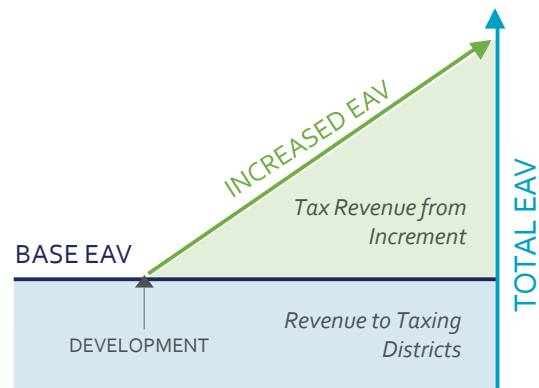 INCREASED EAV
Tax Revenue from
Increment
TOTAL EAV
BASE EAV
Revenue to Taxing
Districts
DEVELOPMENT